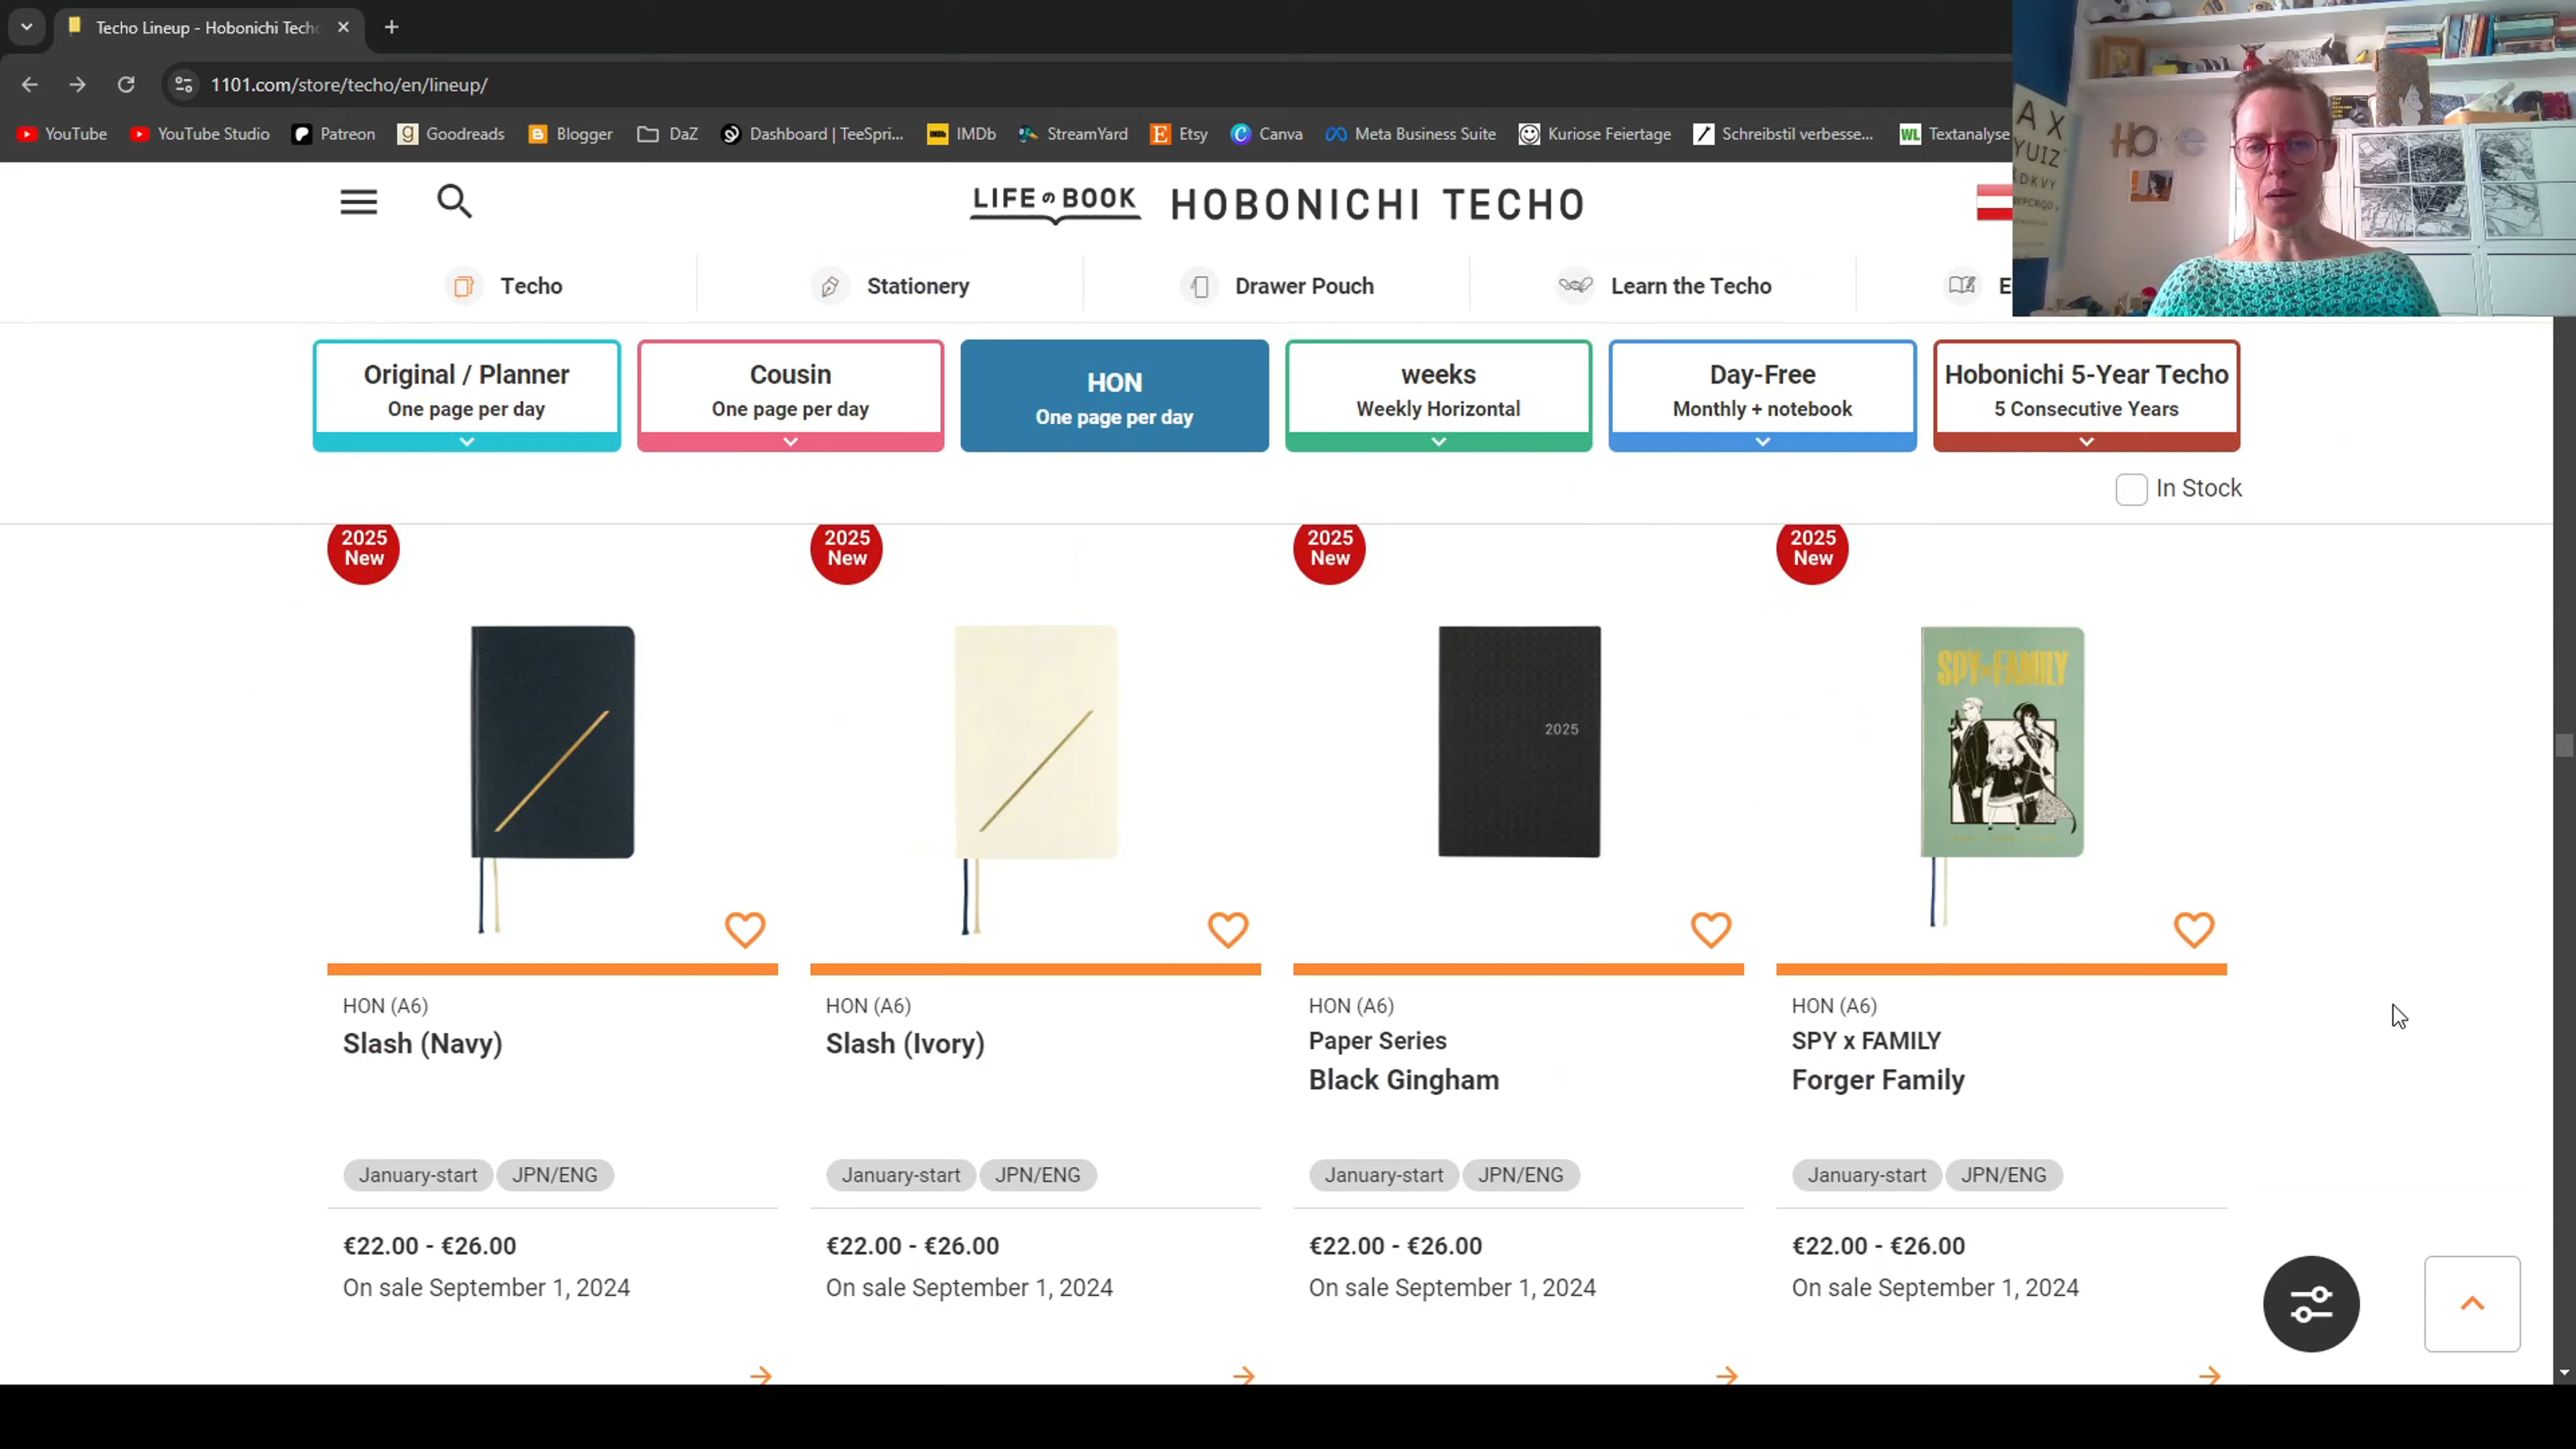 Techo Lineup - Hobonichi Tech
1101.com/store/techo/en/lineup/
YouTube YouTube Studio Patreon Goodreads Blogger DaZ Dashboard | TeeSpri... IMDb StreamYard Etsy Canva Meta Business Suite Kuriose Feiertage Schreibstil verbesse... WL Textanalyse
LIFE の BOOK HOBONICHI TECHO
Techo Stationery Drawer Pouch Learn the Techo E
Original / Planner
One page per day
Cousin
One page per day
HON
One page per day
weeks
Weekly Horizontal
Day-Free
Monthly + notebook
Hobonichi 5-Year Techo
5 Consecutive Years
In Stock
2025
New
2025
New
2025
New
2025
New
2025
SPY×FAMILY
HON (A6)
Slash (Navy)
January-start JPN/ENG
€22.00 - €26.00
On sale September 1, 2024
HON (A6)
Slash (Ivory)
January-start JPN/ENG
€22.00 - €26.00
On sale September 1, 2024
HON (A6)
Paper Series
Black Gingham
January-start JPN/ENG
€22.00 - €26.00
On sale September 1, 2024
HON (A6)
SPY x FAMILY
Forger Family
January-start JPN/ENG
€22.00 - €26.00
On sale September 1, 2024
A X
YUIZ
DKVY